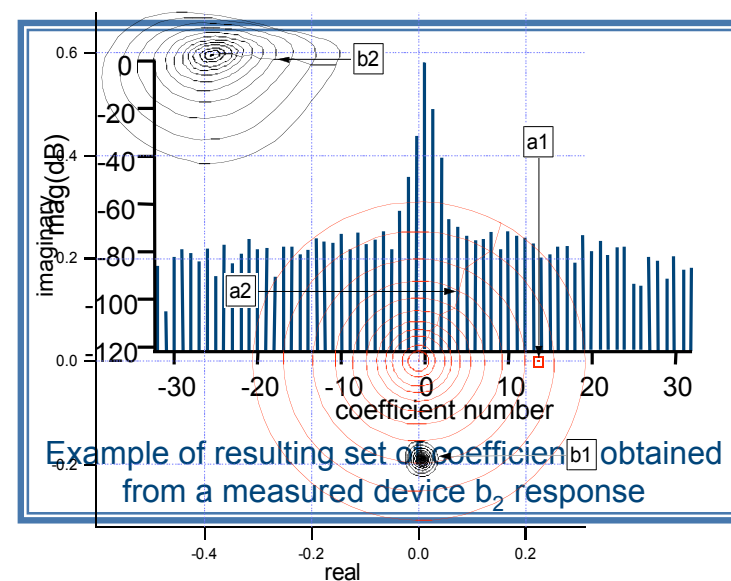 0.6
b2
0
-20
a1
0.4
-40
imaginary
mag(dB)
-60
0.2
-80
a2
-100
0.0
-120
-30 -20 -10 0 10 20 30
coefficient number
Example of resulting set of coefficients obtained
b1
-0.2
from a measured device b2 response
-0.4 -0.2 0.0 0.2
real